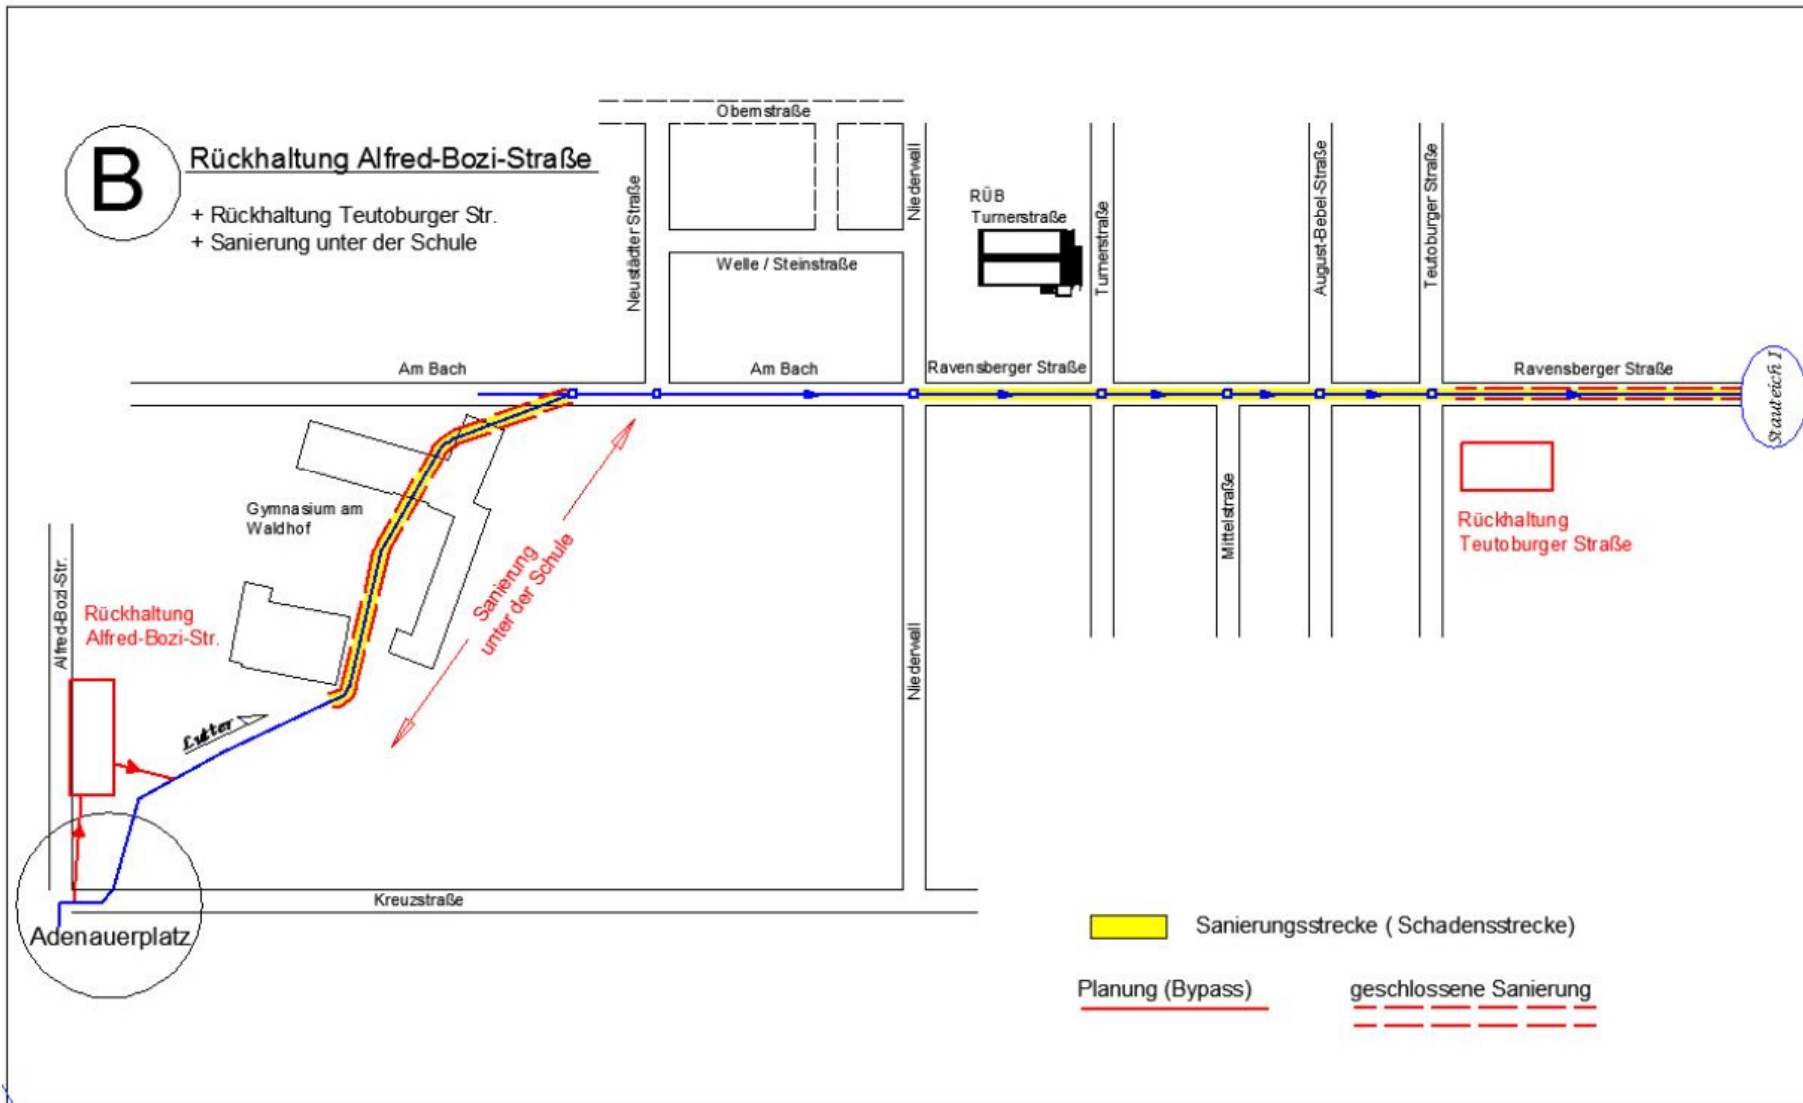 B
Rückhaltung Alfred-Bozi-Straße
+ Rückhaltung Teutoburger Str.
+ Sanierung unter der Schule
Obernstraße
Neustädter Straße
Niederwall
Welle / Steinstraße
RÜB
Turnerstraße
Turnerstraße
August-Bebel-Straße
Teutoburger Straße
Am Bach
Am Bach
Ravensberger Straße
Ravensberger Straße
Stauteich I
Gymnasium am
Waldhof
Sanierung
unter der Schule
Mittelstraße
Rückhaltung
Teutoburger Straße
Alfred-Bozi-Str.
Rückhaltung
Alfred-Bozi-Str.
Niederwall
Lutter
Kreuzstraße
Adenauerplatz
Sanierungsstrecke ( Schadensstrecke)
Planung (Bypass)
geschlossene Sanierung